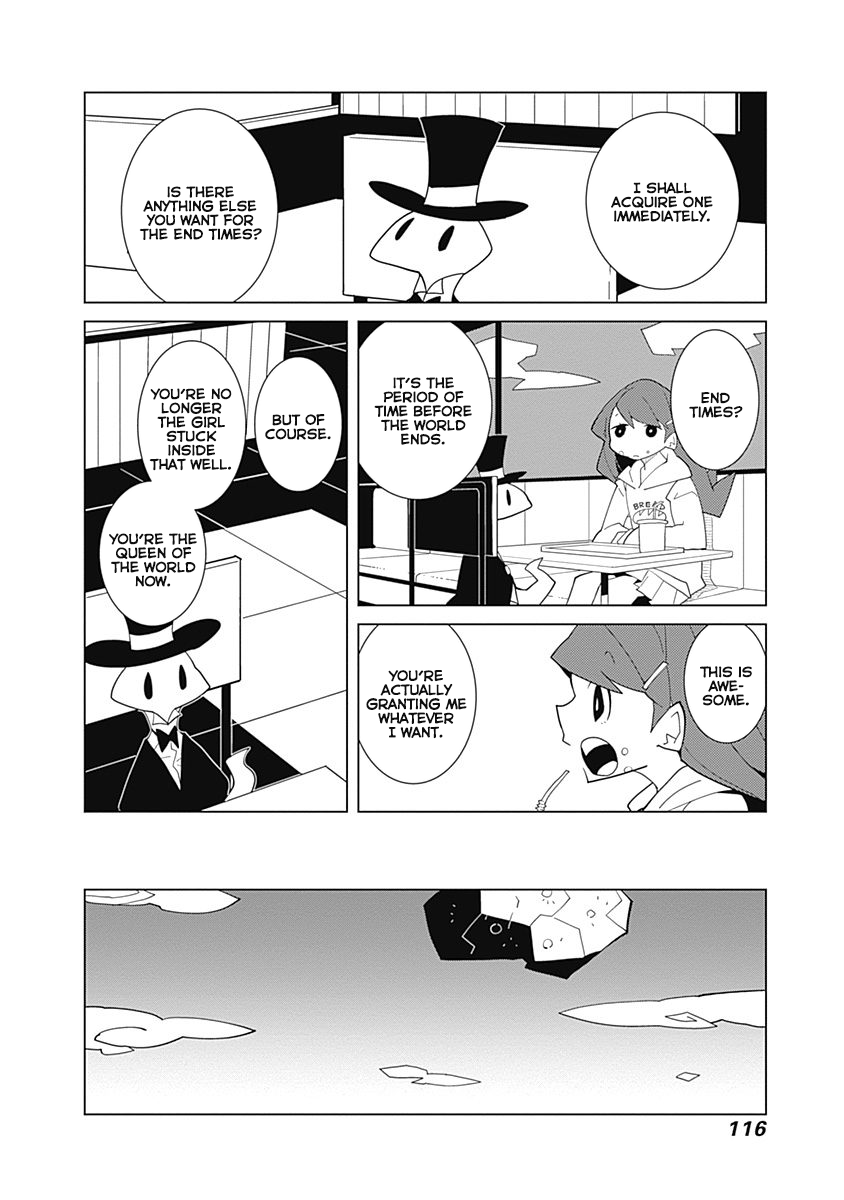 I SHALL
ACQUIRE ONE
IMMEDIATELY.
IS THERE
ANYTHING ELSE
YOU WANT FOR
THE END TIMES?
END
TIMES?
IT'S THE
PERIOD OF
TIME BEFORE
THE WORLD
ENDS.
BREAD
BUT OF
COURSE.
YOU'RE NO
LONGER
THE GIRL
STUCK
INSIDE
THAT WELL.
YOU'RE THE
QUEEN OF
THE WORLD
NOW.
THIS IS
AWE-
SOME.
YOU'RE
ACTUALLY
GRANTING ME
WHATEVER
I WANT.
116